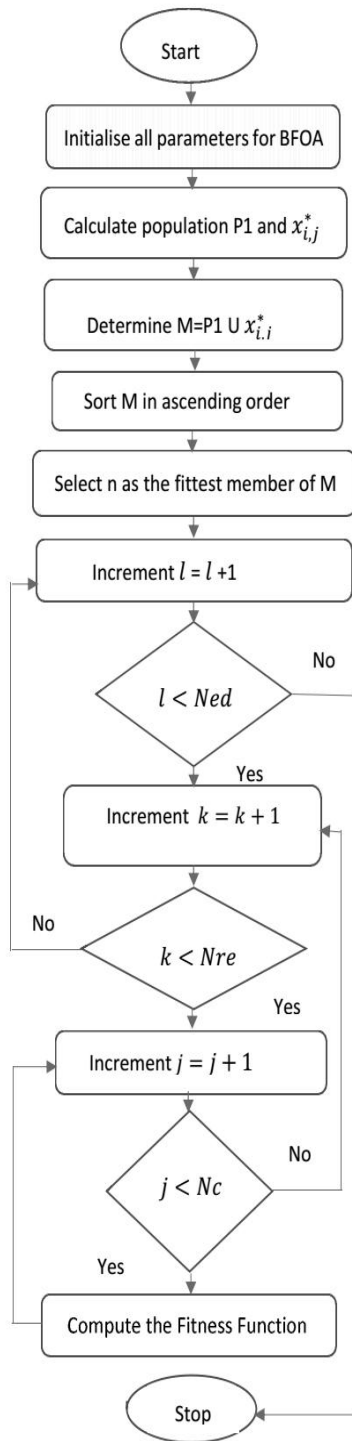 Start
Initialise all parameters for BFOA
Calculate population P1 and $x^*_{i,j}$
Determine M=P1 U $x^*_{i.i}$
Sort M in ascending order
Select n as the fittest member of M
Increment $l$ = $l$ +1
$l < Ned$
No
Yes
Increment $k = k + 1$
No
$k < Nre$
Yes
Increment $j = j + 1$
No
$j < Nc$
Yes
Compute the Fitness Function
Stop